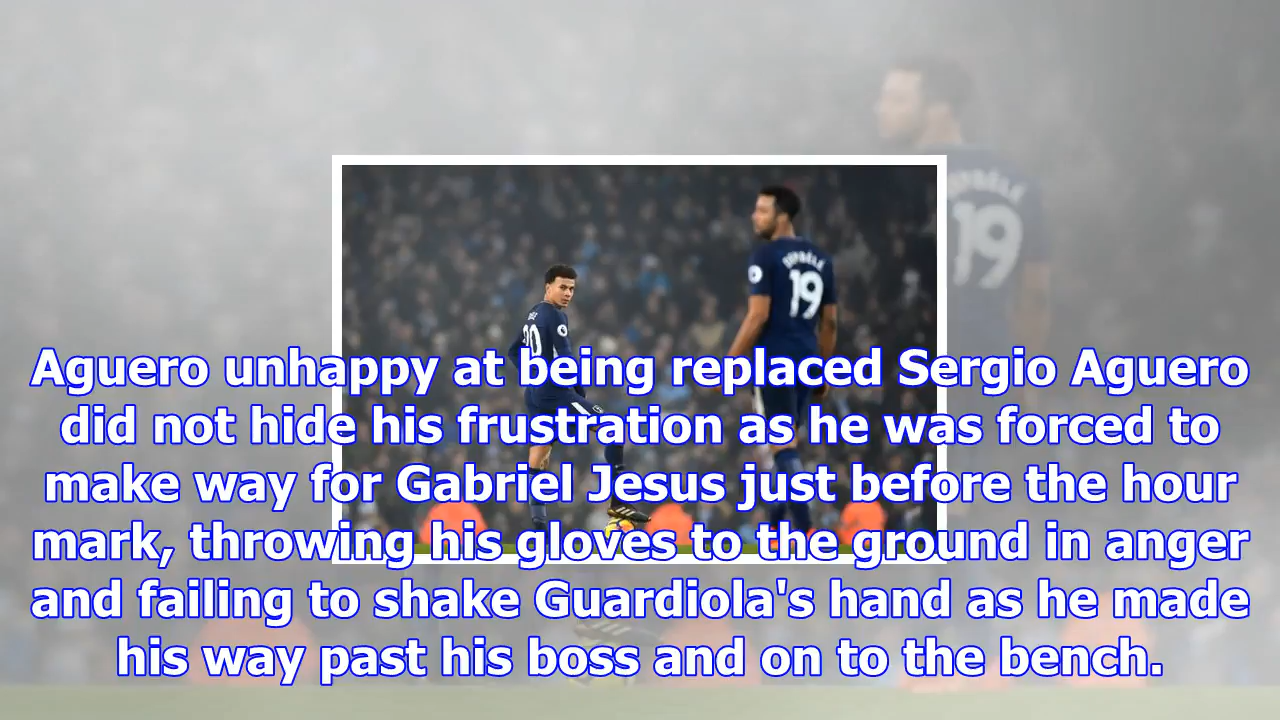 19
Aguero unhappy at being replaced Sergio Aguero
did not hide his frustration as he was forced to
make way for Gabriel Jesus just before the hour
mark, throwing his gloves to the ground in anger
and failing to shake Guardiola's hand as he made
his way past his boss and on to the bench.